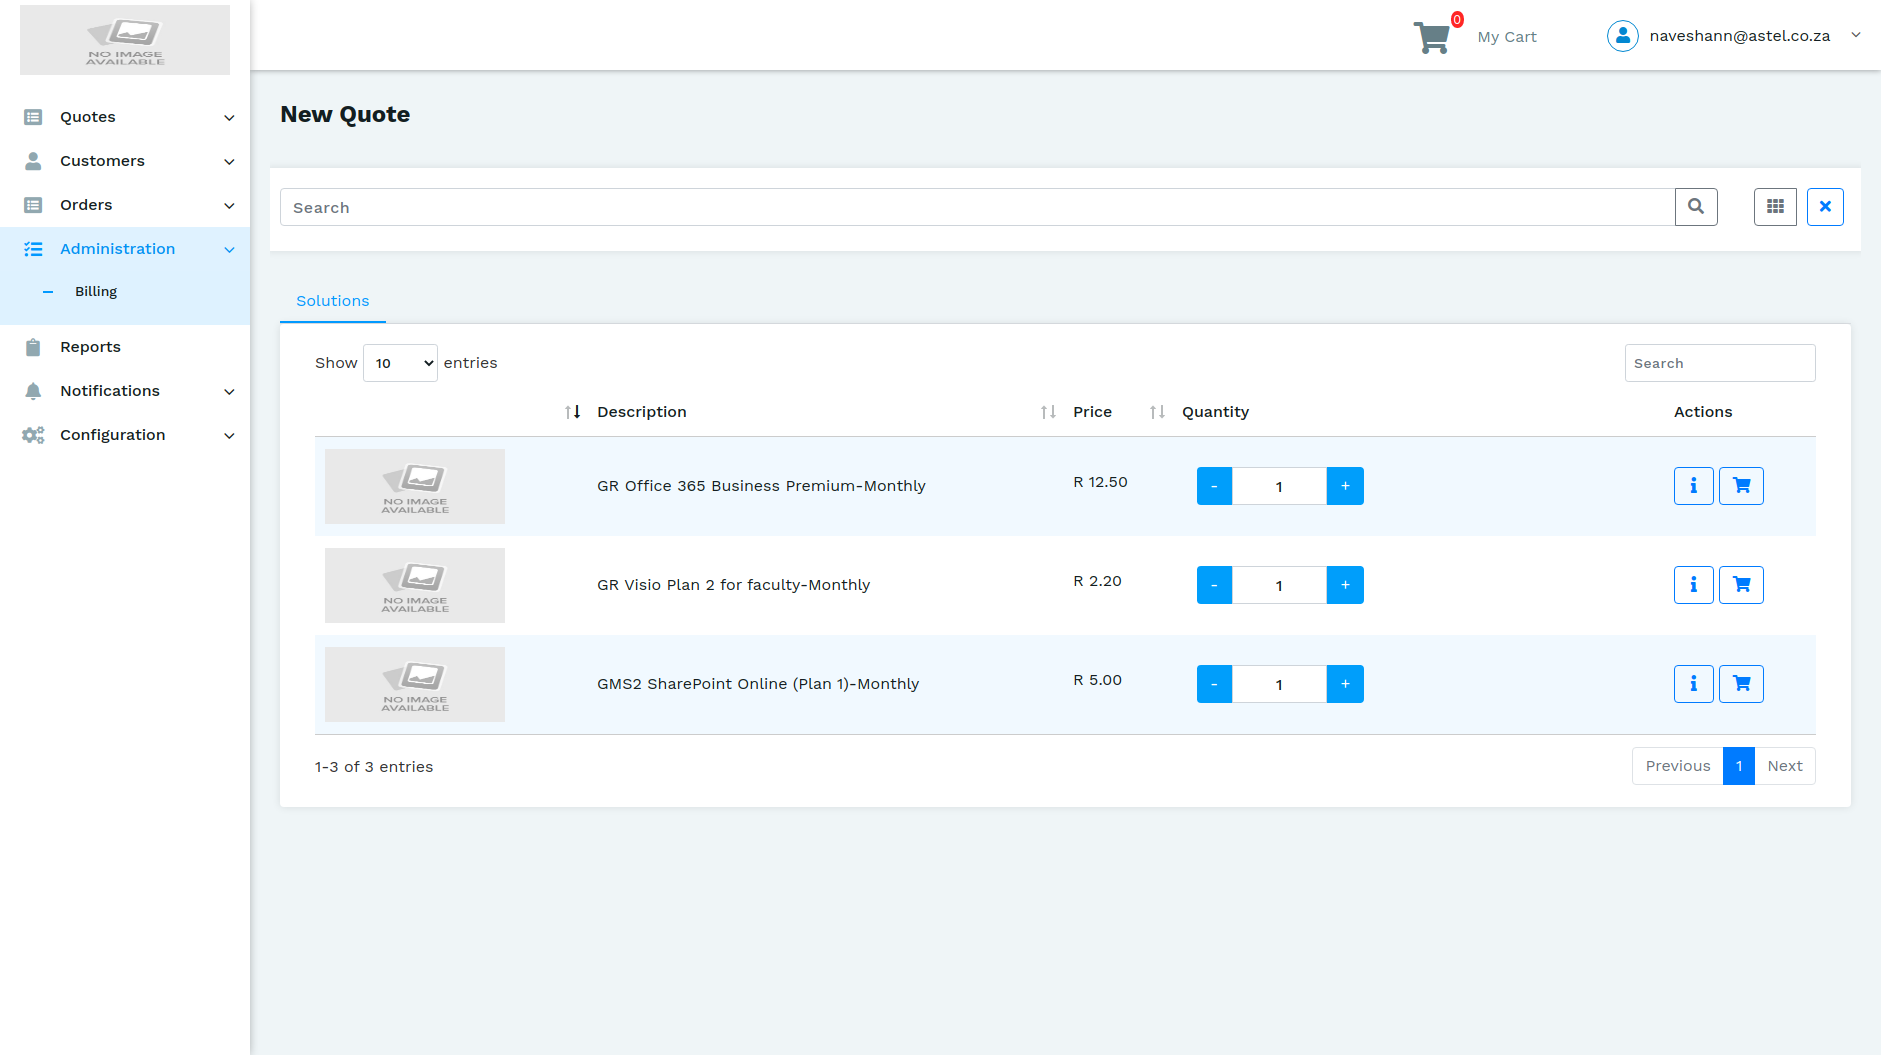 NO IMAGE
AVAILABLE
0
My Cart
naveshann@astel.co.za
Quotes
Customers
Orders
Administration
Billing
Reports
Notifications
Configuration
New Quote
Search
Solutions
Show 10 entries
Search
Description Price Quantity Actions
NO IMAGE
AVAILABLE
GR Office 365 Business Premium-Monthly R 12.50 - 1 +
NO IMAGE
AVAILABLE
GR Visio Plan 2 for faculty-Monthly R 2.20 - 1 +
NO IMAGE
AVAILABLE
GMS2 SharePoint Online (Plan 1)-Monthly R 5.00 - 1 +
1-3 of 3 entries
Previous 1 Next